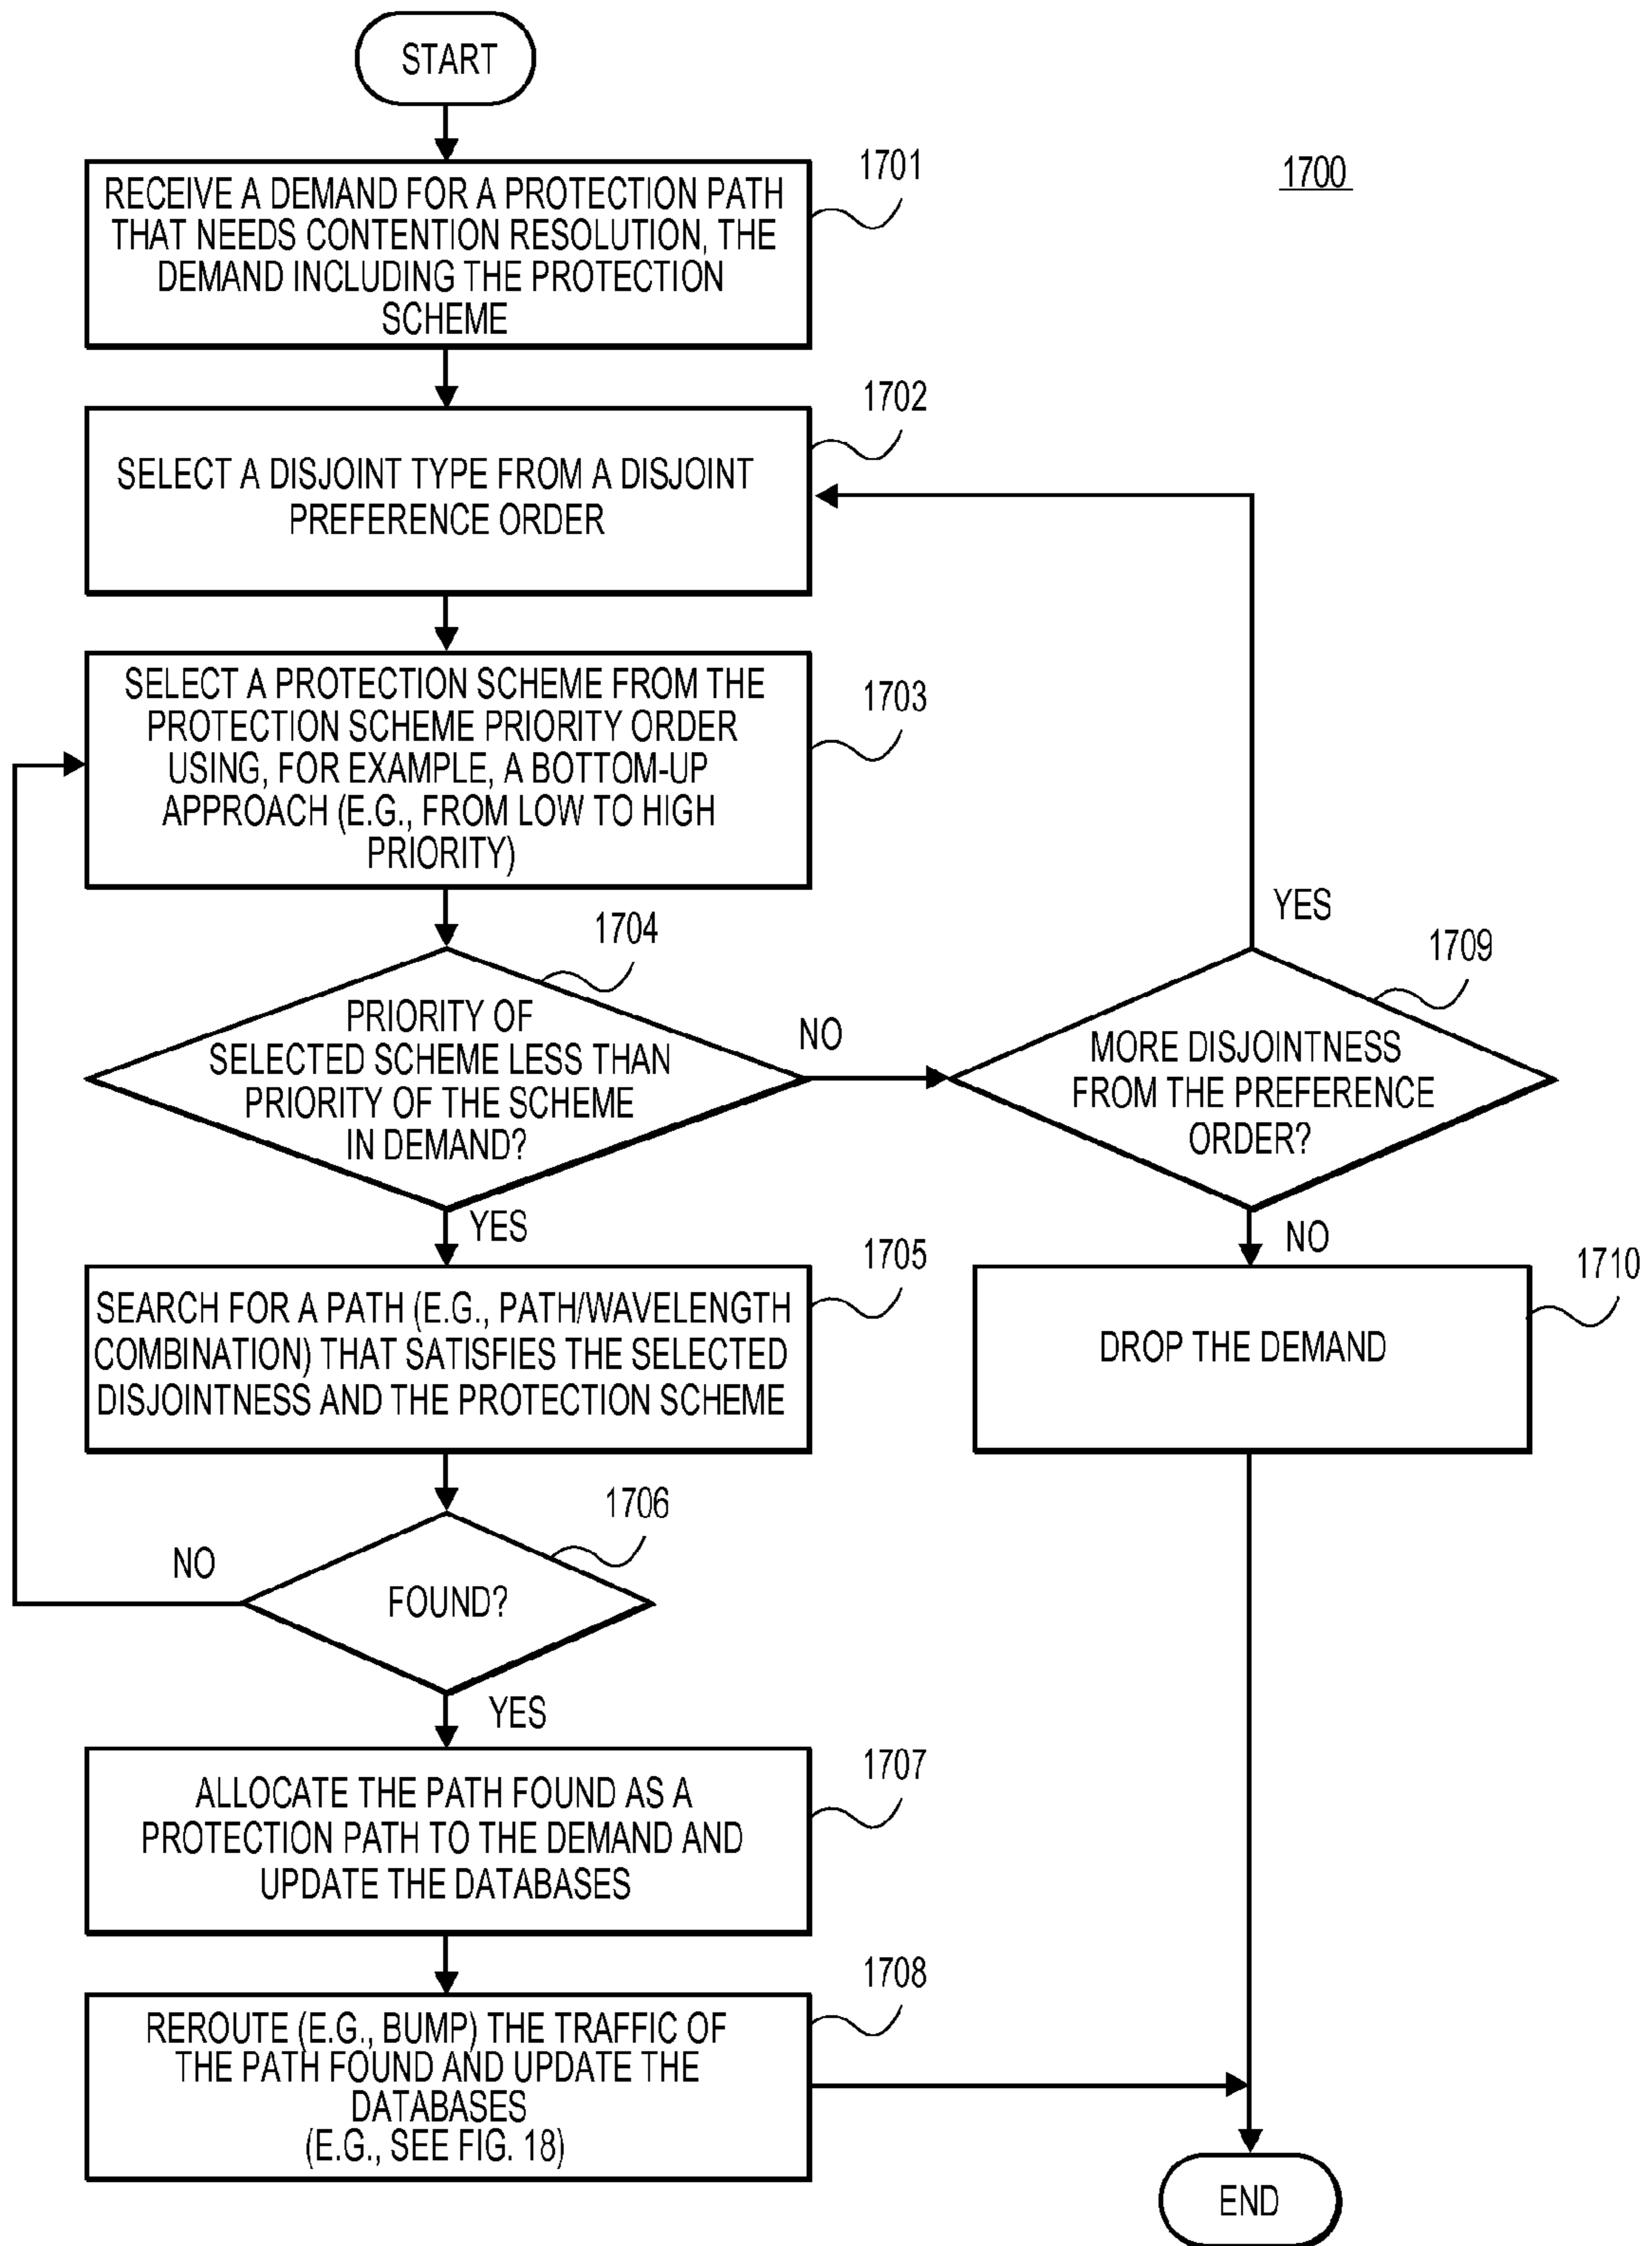 START
1700
1701
RECEIVE A DEMAND FOR A PROTECTION PATH
THAT NEEDS CONTENTION RESOLUTION, THE
DEMAND INCLUDING THE PROTECTION
SCHEME
1702
SELECT A DISJOINT TYPE FROM A DISJOINT
PREFERENCE ORDER
1703
SELECT A PROTECTION SCHEME FROM THE
PROTECTION SCHEME PRIORITY ORDER
USING, FOR EXAMPLE, A BOTTOM-UP
APPROACH (E.G., FROM LOW TO HIGH
PRIORITY)
1704
PRIORITY OF
SELECTED SCHEME LESS THAN
PRIORITY OF THE SCHEME
IN DEMAND?
NO
YES
YES
1709
MORE DISJOINTNESS
FROM THE PREFERENCE
ORDER?
NO
1705
SEARCH FOR A PATH (E.G., PATH/WAVELENGTH
COMBINATION) THAT SATISFIES THE SELECTED
DISJOINTNESS AND THE PROTECTION SCHEME
1710
DROP THE DEMAND
1706
FOUND?
NO
YES
1707
ALLOCATE THE PATH FOUND AS A
PROTECTION PATH TO THE DEMAND AND
UPDATE THE DATABASES
1708
REROUTE (E.G., BUMP) THE TRAFFIC OF
THE PATH FOUND AND UPDATE THE
DATABASES
(E.G., SEE FIG. 18)
END